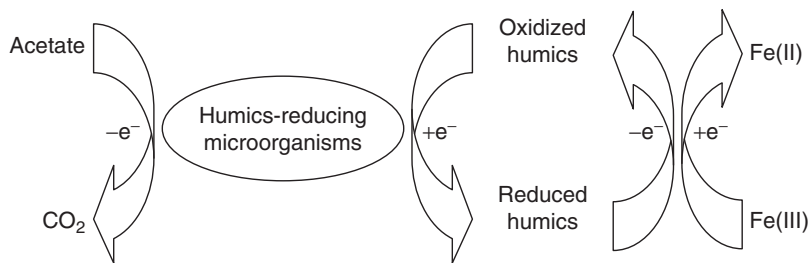 Acetate
−e⁻
CO₂
Humics-reducing
microorganisms
+e⁻
Oxidized
humics
Reduced
humics
−e⁻
+e⁻
Fe(II)
Fe(III)